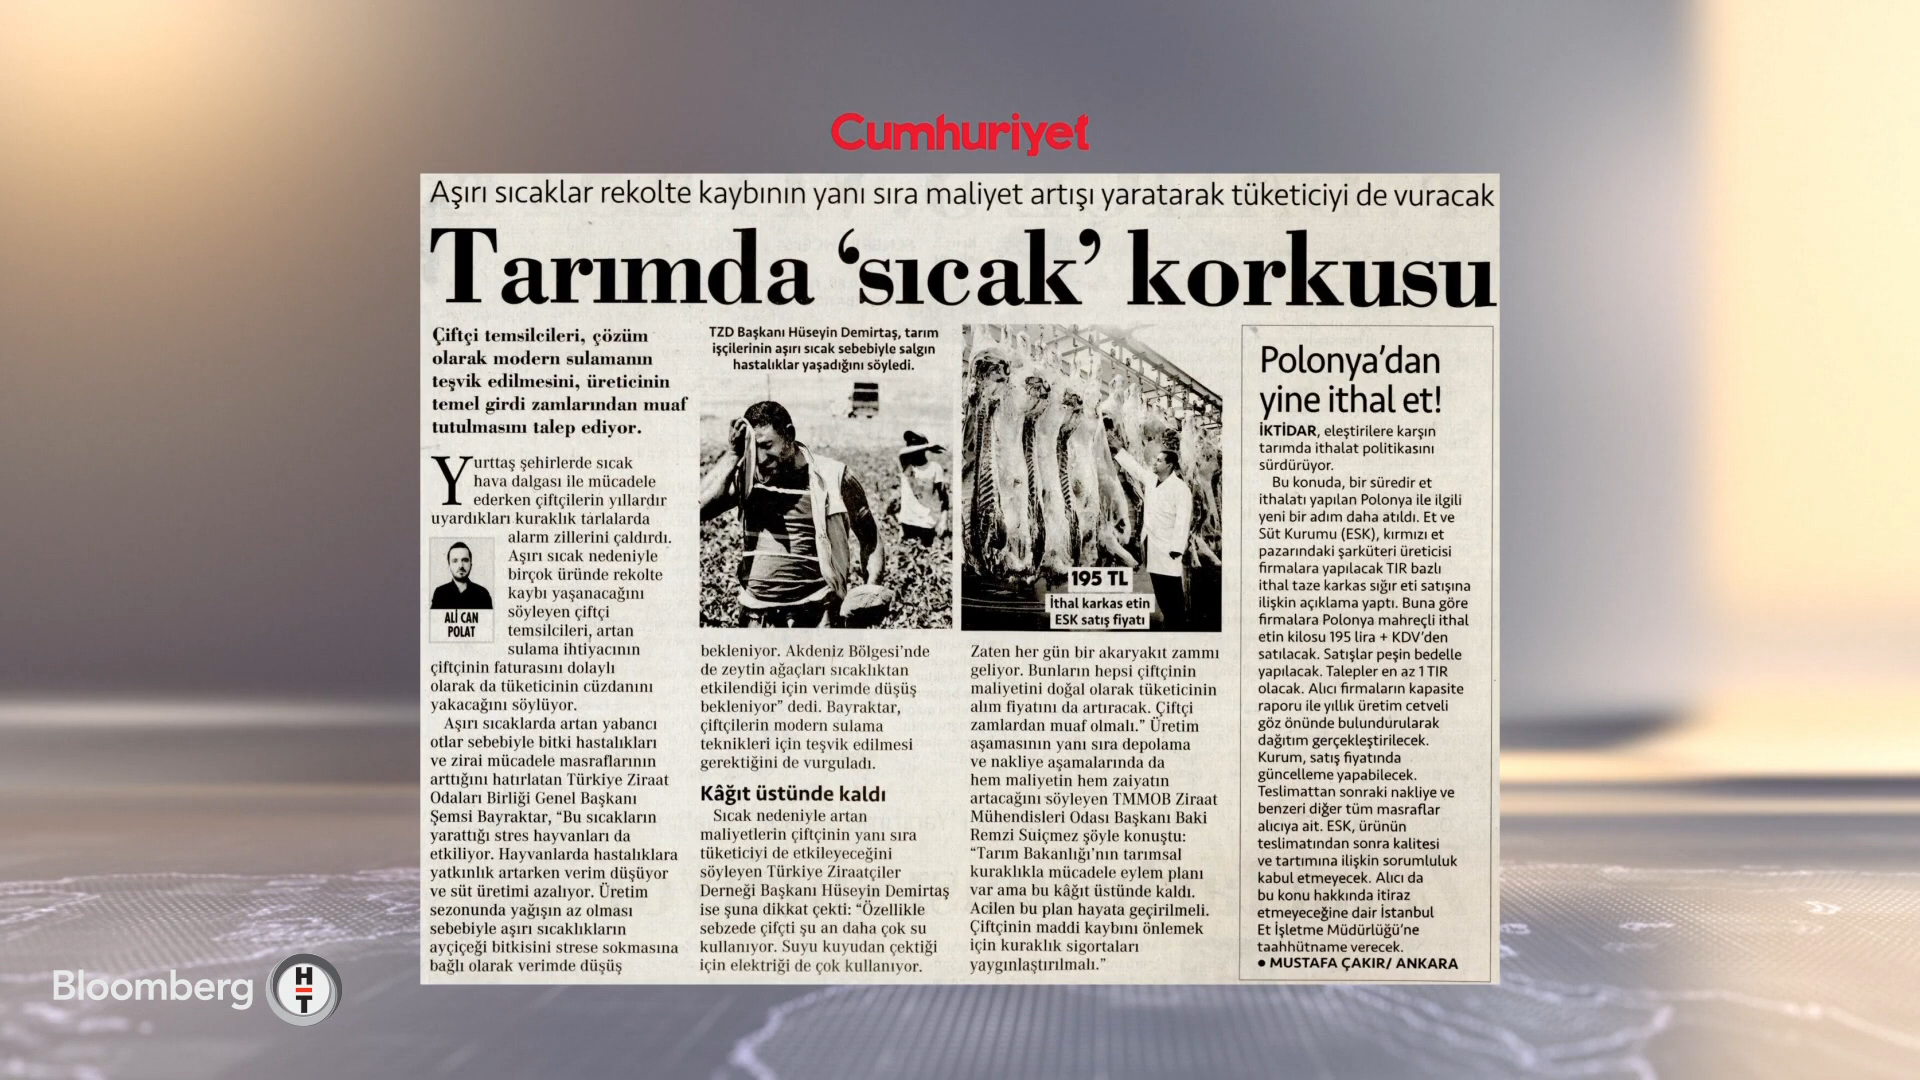 Cumhuriyet
Aşırı sıcaklar rekolte kaybının yanı sıra maliyet artışı yaratarak tüketiciyi de vuracak
Tarımda ‘sıcak’ korkusu
Çiftçi temsilcileri, çözüm
olarak modern sulamanın
teşvik edilmesini, üreticinin
temel girdi zamlarından muaf
tutulmasını talep ediyor.
Yurttaş şehirlerde sıcak
hava dalgası ile mücadele
ederken çiftçilerin yıllardır
uyardıkları kuraklık tarlalarda
alarm zillerini çaldırdı.
Aşırı sıcak nedeniyle
birçok üründe rekolte
kaybı yaşanacağını
söyleyen çiftçi
temsilcileri, artan
sulama ihtiyacının
çiftçinin faturasını dolaylı
olarak da tüketicinin cüzdanını
yakacağını söylüyor.
ALİ CAN
POLAT
Aşırı sıcaklarda artan yabancı
otlar sebebiyle bitki hastalıkları
ve zirai mücadele masraflarının
arttığını hatırlatan Türkiye Ziraat
Odaları Birliği Genel Başkanı
Şemsi Bayraktar, “Bu sıcakların
yarattığı stres hayvanları da
etkiliyor. Hayvanlarda hastalıklara
yatkınlık artarken verim düşüyor
ve süt üretimi azalıyor. Üretim
sezonunda yağışın az olması
sebebiyle aşırı sıcaklıkların
ayçiçeği bitkisini strese sokmasına
bağlı olarak verimde düşüş
TZD Başkanı Hüseyin Demirtaş, tarım
işçilerinin aşırı sıcak sebebiyle salgın
hastalıklar yaşadığını söyledi.
bekleniyor. Akdeniz Bölgesi’nde
de zeytin ağaçları sıcaklıktan
etkilendiği için verimde düşüş
bekleniyor” dedi. Bayraktar,
çiftçilerin modern sulama
teknikleri için teşvik edilmesi
gerektiğini de vurguladı.
Kâğıt üstünde kaldı
Sıcak nedeniyle artan
maliyetlerin çiftçinin yanı sıra
tüketiciyi de etkileyeceğini
söyleyen Türkiye Ziraatçiler
Derneği Başkanı Hüseyin Demirtaş
ise şuna dikkat çekti: “Özellikle
sebzede çifçti şu an daha çok su
kullanıyor. Suyu kuyudan çektiği
için elektriği de çok kullanıyor.
195 TL
İthal karkas etin
ESK satış fiyatı
Zaten her gün bir akaryakıt zammı
geliyor. Bunların hepsi çiftçinin
maliyetini doğal olarak tüketicinin
alım fiyatını da artıracak. Çiftçi
zamlardan muaf olmalı.” Üretim
aşamasının yanı sıra depolama
ve nakliye aşamalarında da
hem maliyetin hem zaiyatın
artacağını söyleyen TMMOB Ziraat
Mühendisleri Odası Başkanı Baki
Remzi Suiçmez şöyle konuştu:
“Tarım Bakanlığı’nın tarımsal
kuraklıkla mücadele eylem planı
var ama bu kâğıt üstünde kaldı.
Acilen bu plan hayata geçirilmeli.
Çiftçinin maddi kaybını önlemek
için kuraklık sigortaları
yaygınlaştırılmalı.”
Polonya’dan
yine ithal et!
İKTİDAR, eleştirilere karşın
tarımda ithalat politikasını
sürdürüyor.
Bu konuda, bir süredir et
ithalatı yapılan Polonya ile ilgili
yeni bir adım daha atıldı. Et ve
Süt Kurumu (ESK), kırmızı et
pazarındaki şarküteri üreticisi
firmalara yapılacak TIR bazlı
ithal taze karkas sığır eti satışına
ilişkin açıklama yaptı. Buna göre
firmalara Polonya mahreçli ithal
etin kilosu 195 lira + KDV’den
satılacak. Satışlar peşin bedelle
yapılacak. Talepler en az 1 TIR
olacak. Alıcı firmaların kapasite
raporu ile yıllık üretim cetveli
göz önünde bulundurularak
dağıtım gerçekleştirilecek.
Kurum, satış fiyatında
güncelleme yapabilecek.
Teslimattan sonraki nakliye ve
benzeri diğer tüm masraflar
alıcıya ait. ESK, ürünün
teslimatından sonra kalitesi
ve tartımına ilişkin sorumluluk
kabul etmeyecek. Alıcı da
bu konu hakkında itiraz
etmeyeceğine dair İstanbul
Et İşletme Müdürlüğü’ne
taahhütname verecek.
● MUSTAFA ÇAKIR/ ANKARA
Bloomberg HT